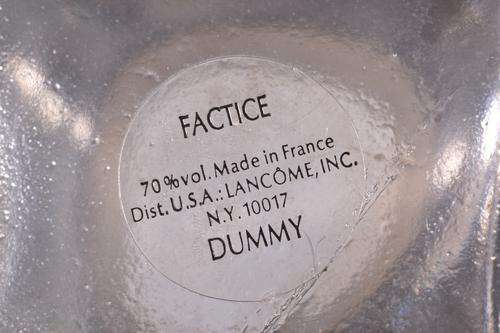 FACTICE
70%vol. Made in France
Dist. U.S.A.: LANCÔME, INC.
N.Y. 10017
DUMMY